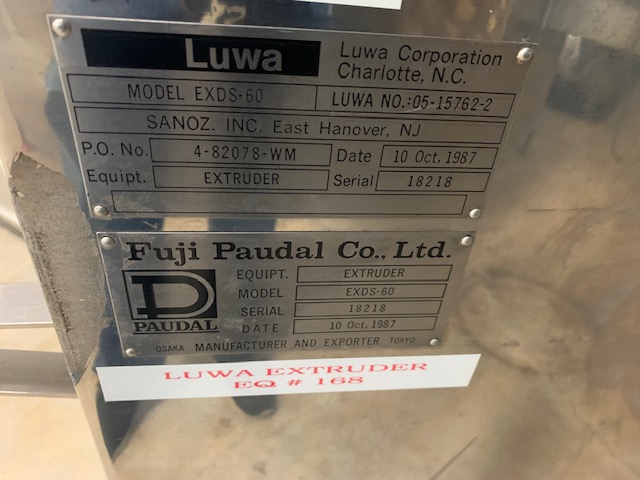 Luwa
Luwa Corporation
Charlotte, N.C.
MODEL EXDS-60
LUWA NO.:05-15762-2
SANOZ. INC. East Hanover, NJ
P.O. No. 4-82078-WM Date 10 Oct, 1987
Equipt. EXTRUDER Serial 18218
Fuji Paudal Co., Ltd.
D
PAUDAL
EQUIPT. EXTRUDER
MODEL EXDS-60
SERIAL 18218
DATE 10 Oct, 1987
OSAKA MANUFACTURER AND EXPORTER TOKYO
LUWA EXTRUDER
EQ # 168